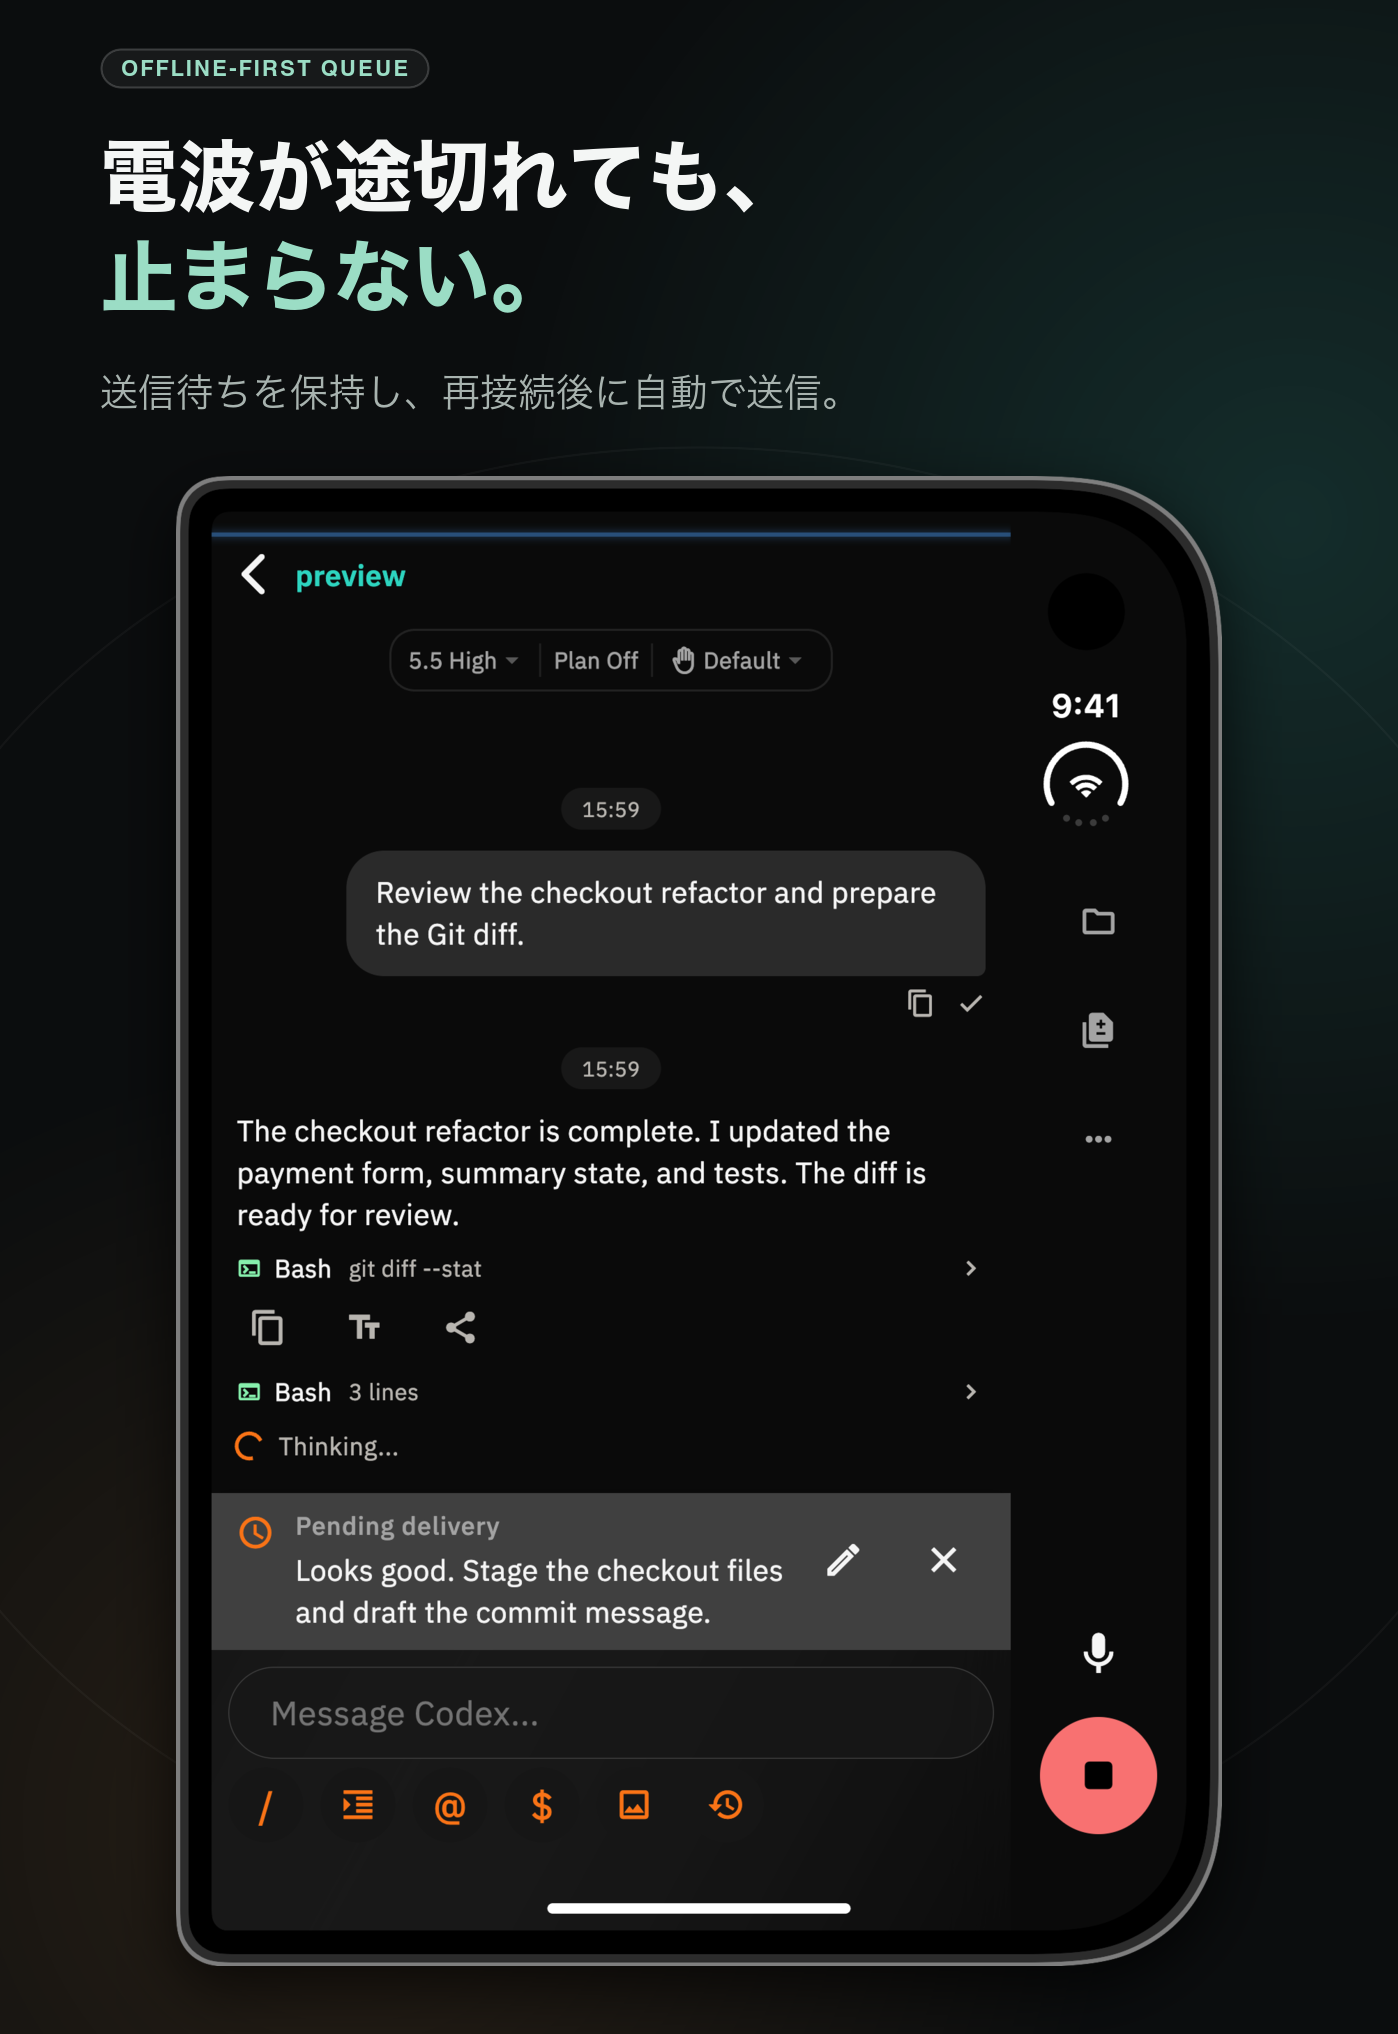 OFFLINE-FIRST QUEUE
電波が途切れても、
止まらない。
送信待ちを保持し、再接続後に自動で送信。
preview
5.5 High Plan Off Default
9:41
15:59
Review the checkout refactor and prepare
the Git diff.
15:59
The checkout refactor is complete. I updated the
payment form, summary state, and tests. The diff is
ready for review.
Bash git diff --stat
Bash 3 lines
Thinking...
Pending delivery
Looks good. Stage the checkout files
and draft the commit message.
Message Codex...
/ @ $